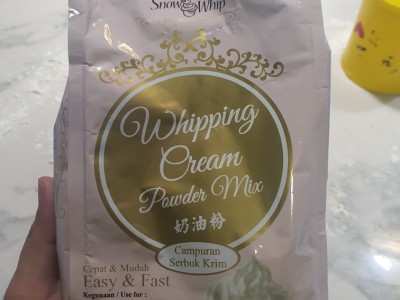 Snow & Whip
Whipping
Cream
Powder Mix
奶油粉
Campuran
Serbuk Krim
Cepat & Mudah
Easy & Fast
Kegunaan / Use for :